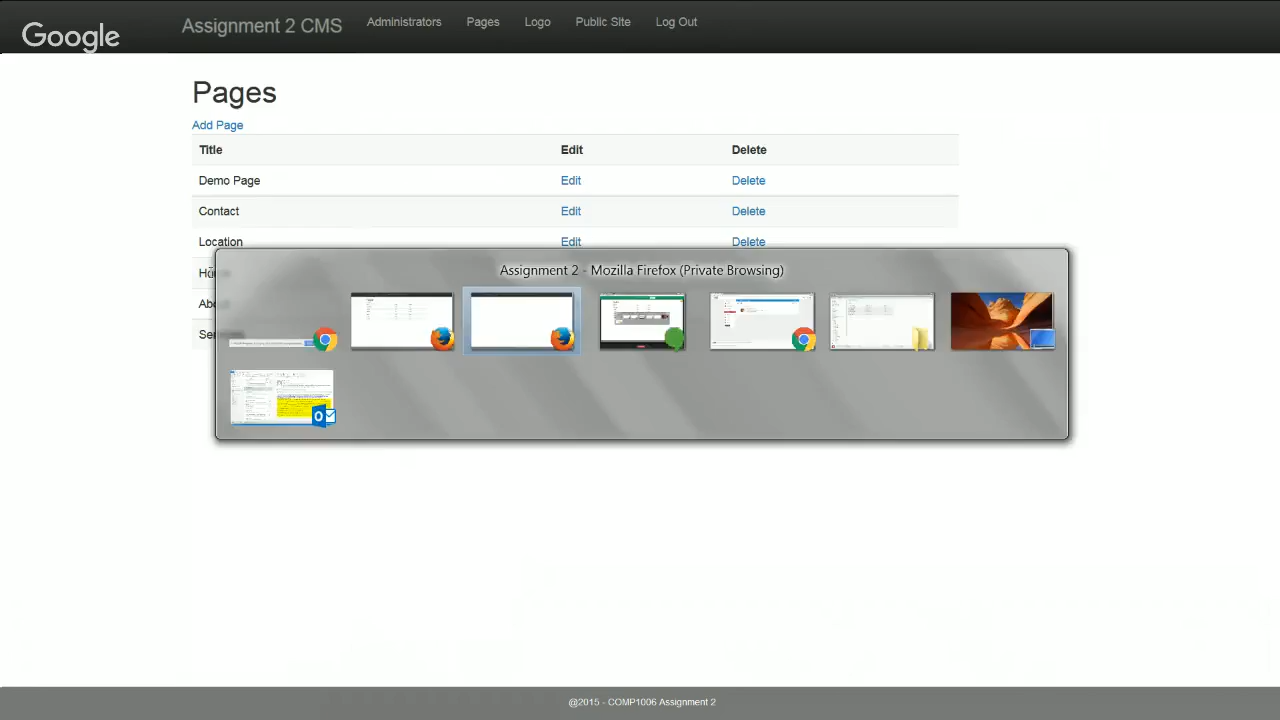 Google
Assignment 2 CMS Administrators Pages Logo Public Site Log Out
Pages
Add Page
Title Edit Delete
Demo Page Edit Delete
Contact Edit Delete
Location Edit Delete
Assignment 2 - Mozilla Firefox (Private Browsing)
@2015 - COMP1006 Assignment 2